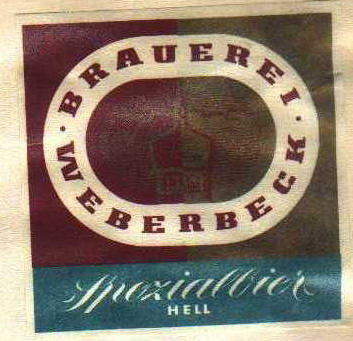 · BRAUEREI ·
WEBERBECK
Spezialbier
HELL